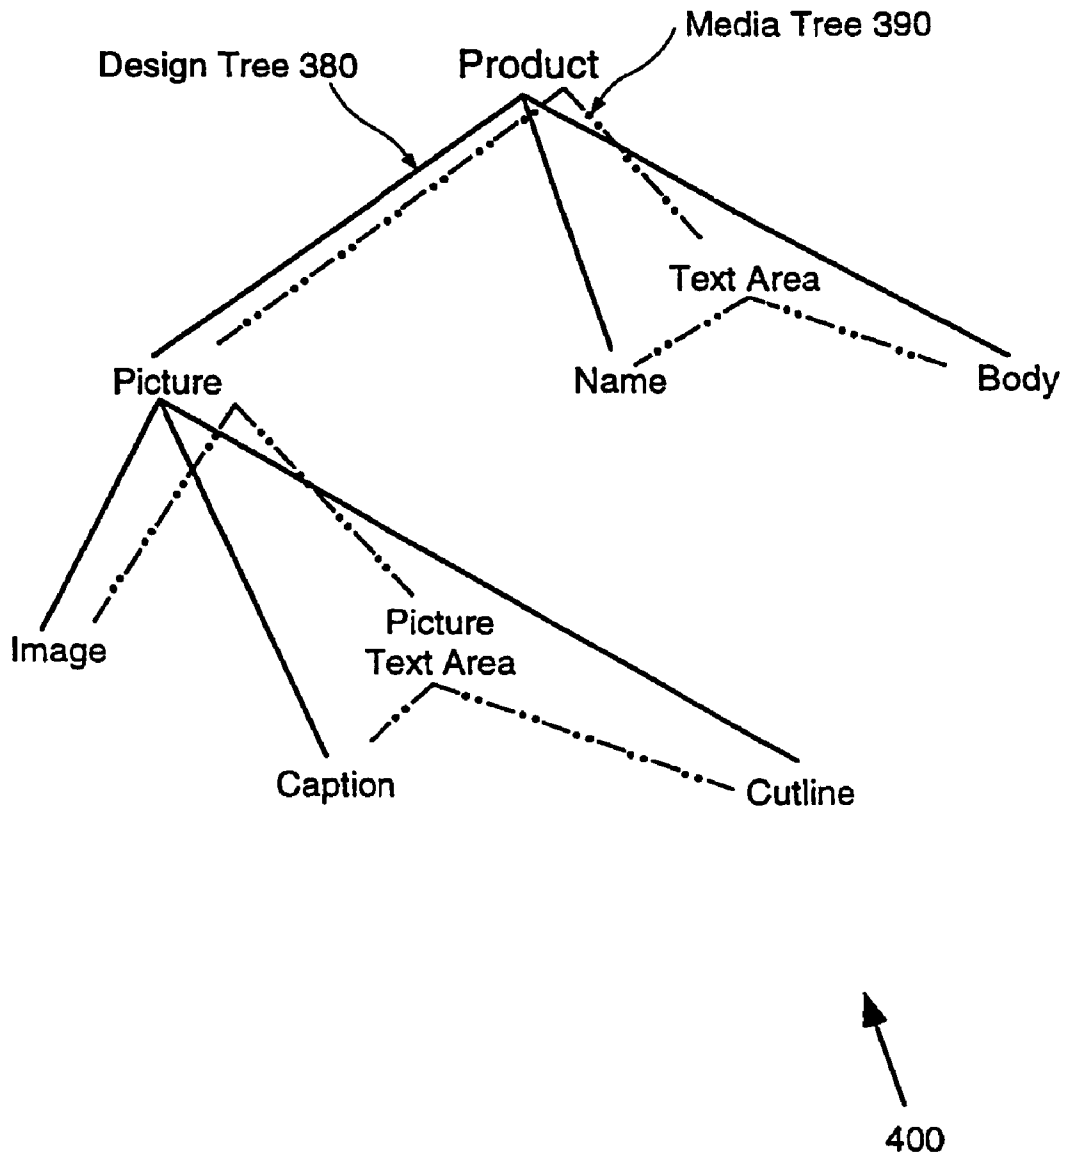 Media Tree 390
Design Tree 380
Product
Text Area
Picture
Name
Body
Image
Picture
Text Area
Caption
Cutline
400